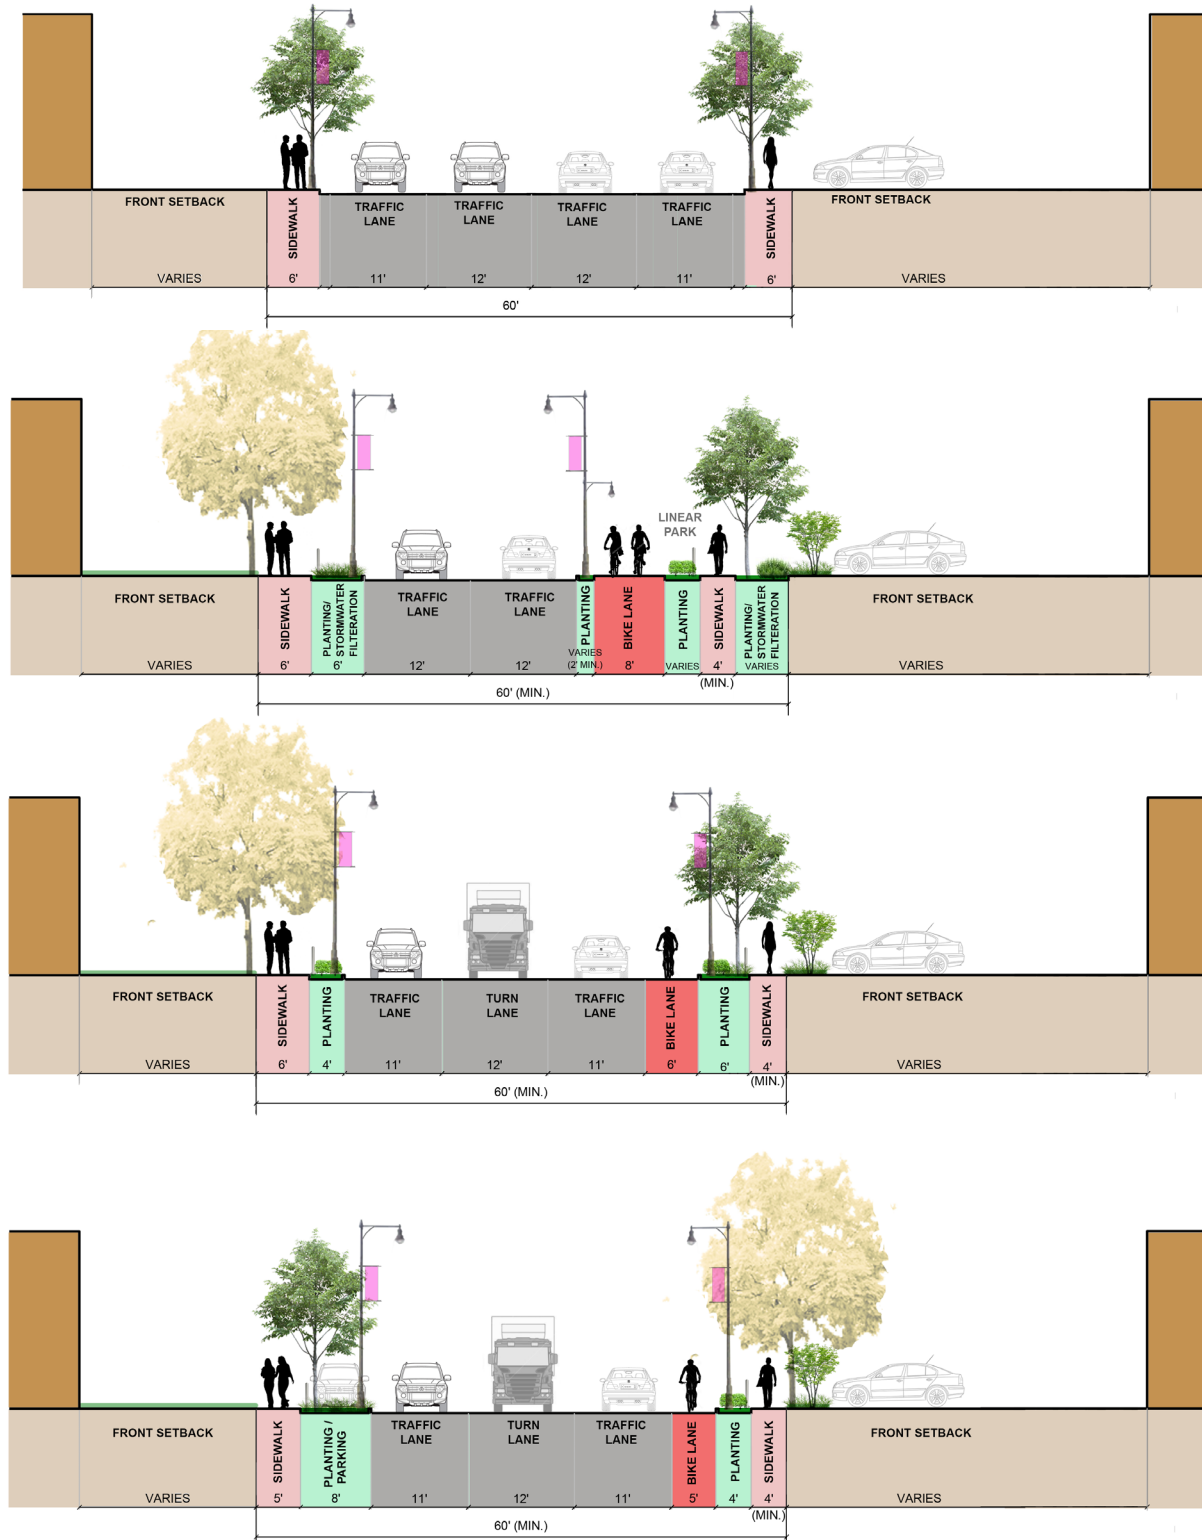 FRONT SETBACK
SIDEWALK
TRAFFIC
LANE
TRAFFIC
LANE
TRAFFIC
LANE
TRAFFIC
LANE
SIDEWALK
FRONT SETBACK
VARIES
6'
11'
12'
12'
11'
6'
VARIES
60'
LINEAR
PARK
FRONT SETBACK
SIDEWALK
PLANTING/
STORMWATER
FILTERATION
TRAFFIC
LANE
TRAFFIC
LANE
PLANTING
BIKE LANE
PLANTING
SIDEWALK
PLANTING/
STORMWATER
FILTERATION
FRONT SETBACK
VARIES
6'
6'
12'
12'
VARIES
(2' MIN.)
8'
VARIES
4'
(MIN.)
VARIES
VARIES
60' (MIN.)
FRONT SETBACK
SIDEWALK
PLANTING
TRAFFIC
LANE
TURN
LANE
TRAFFIC
LANE
BIKE LANE
PLANTING
SIDEWALK
FRONT SETBACK
VARIES
6'
4'
11'
12'
11'
6'
6'
4'
(MIN.)
VARIES
60' (MIN.)
FRONT SETBACK
SIDEWALK
PLANTING /
PARKING
TRAFFIC
LANE
TURN
LANE
TRAFFIC
LANE
BIKE LANE
PLANTING
SIDEWALK
FRONT SETBACK
VARIES
5'
8'
11'
12'
11'
5'
4'
4'
(MIN.)
VARIES
60' (MIN.)